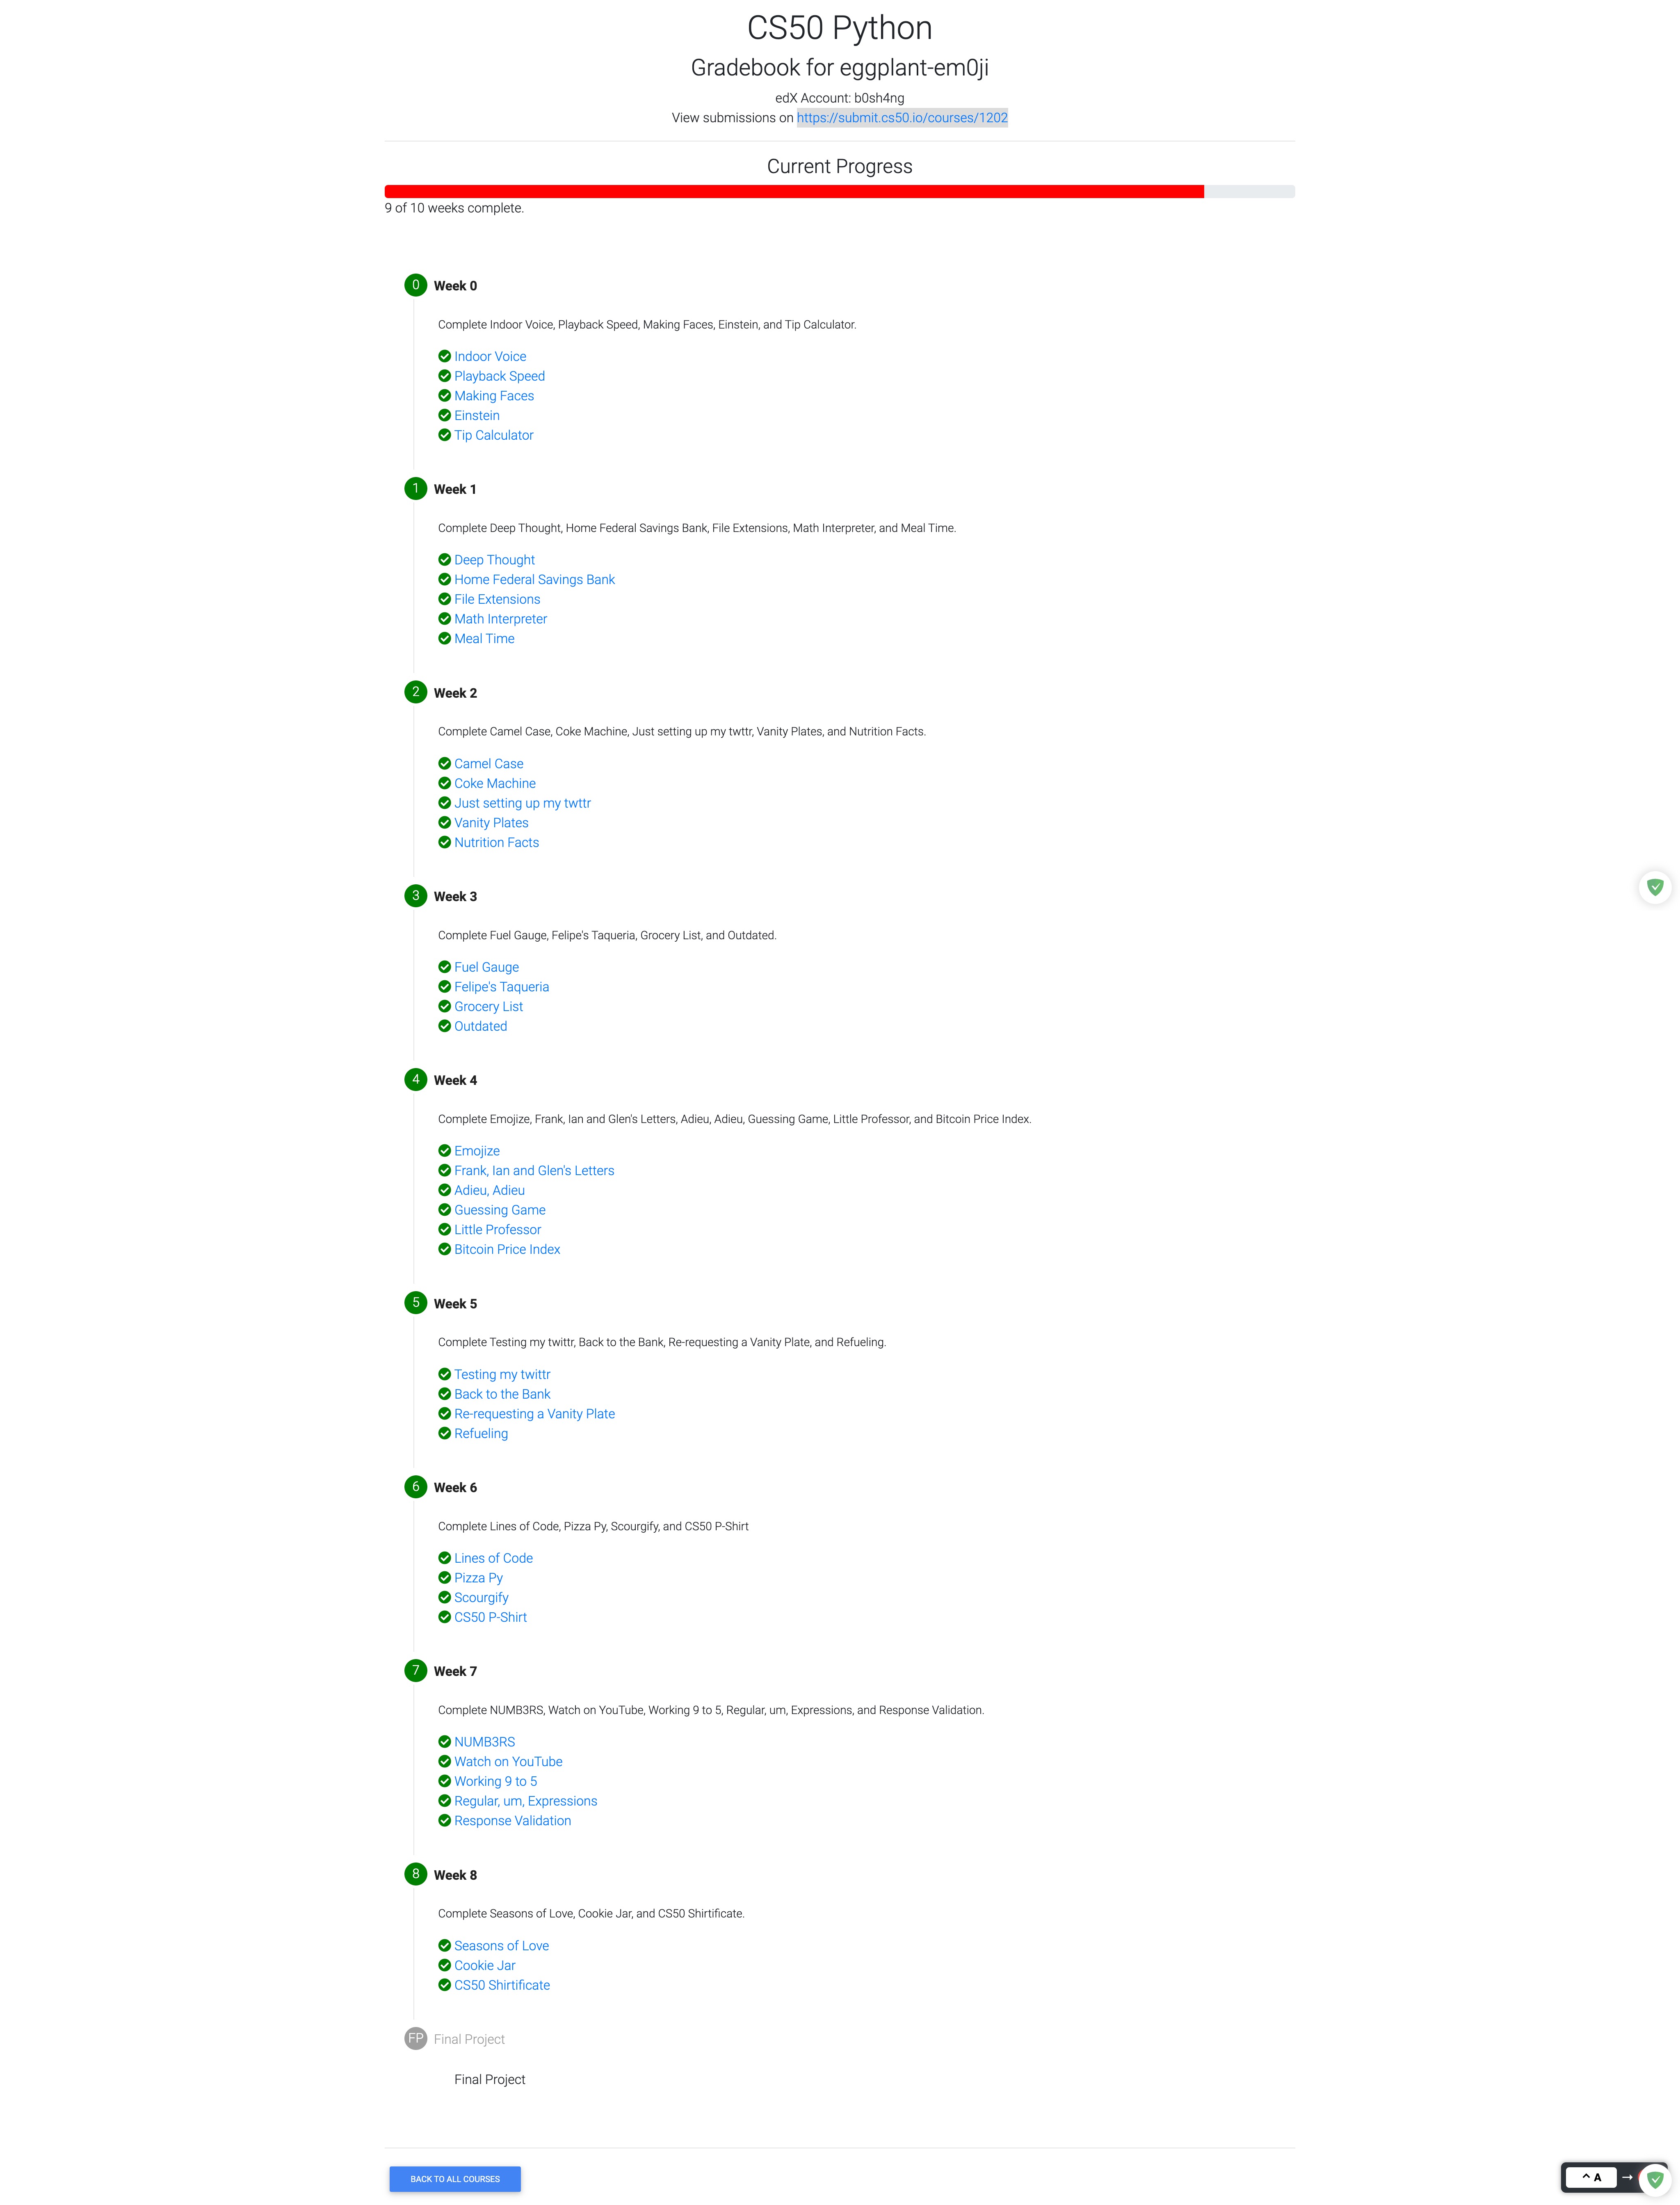 CS50 Python
Gradebook for eggplant-em0ji
edX Account: b0sh4ng
View submissions on https://submit.cs50.io/courses/1202
Current Progress
9 of 10 weeks complete.
0 Week 0
Complete Indoor Voice, Playback Speed, Making Faces, Einstein, and Tip Calculator.
Indoor Voice
Playback Speed
Making Faces
Einstein
Tip Calculator
1 Week 1
Complete Deep Thought, Home Federal Savings Bank, File Extensions, Math Interpreter, and Meal Time.
Deep Thought
Home Federal Savings Bank
File Extensions
Math Interpreter
Meal Time
2 Week 2
Complete Camel Case, Coke Machine, Just setting up my twttr, Vanity Plates, and Nutrition Facts.
Camel Case
Coke Machine
Just setting up my twttr
Vanity Plates
Nutrition Facts
3 Week 3
Complete Fuel Gauge, Felipe's Taqueria, Grocery List, and Outdated.
Fuel Gauge
Felipe's Taqueria
Grocery List
Outdated
4 Week 4
Complete Emojize, Frank, Ian and Glen's Letters, Adieu, Adieu, Guessing Game, Little Professor, and Bitcoin Price Index.
Emojize
Frank, Ian and Glen's Letters
Adieu, Adieu
Guessing Game
Little Professor
Bitcoin Price Index
5 Week 5
Complete Testing my twittr, Back to the Bank, Re-requesting a Vanity Plate, and Refueling.
Testing my twittr
Back to the Bank
Re-requesting a Vanity Plate
Refueling
6 Week 6
Complete Lines of Code, Pizza Py, Scourgify, and CS50 P-Shirt
Lines of Code
Pizza Py
Scourgify
CS50 P-Shirt
7 Week 7
Complete NUMB3RS, Watch on YouTube, Working 9 to 5, Regular, um, Expressions, and Response Validation.
NUMB3RS
Watch on YouTube
Working 9 to 5
Regular, um, Expressions
Response Validation
8 Week 8
Complete Seasons of Love, Cookie Jar, and CS50 Shirtificate.
Seasons of Love
Cookie Jar
CS50 Shirtificate
FP Final Project
Final Project
BACK TO ALL COURSES
^ A →